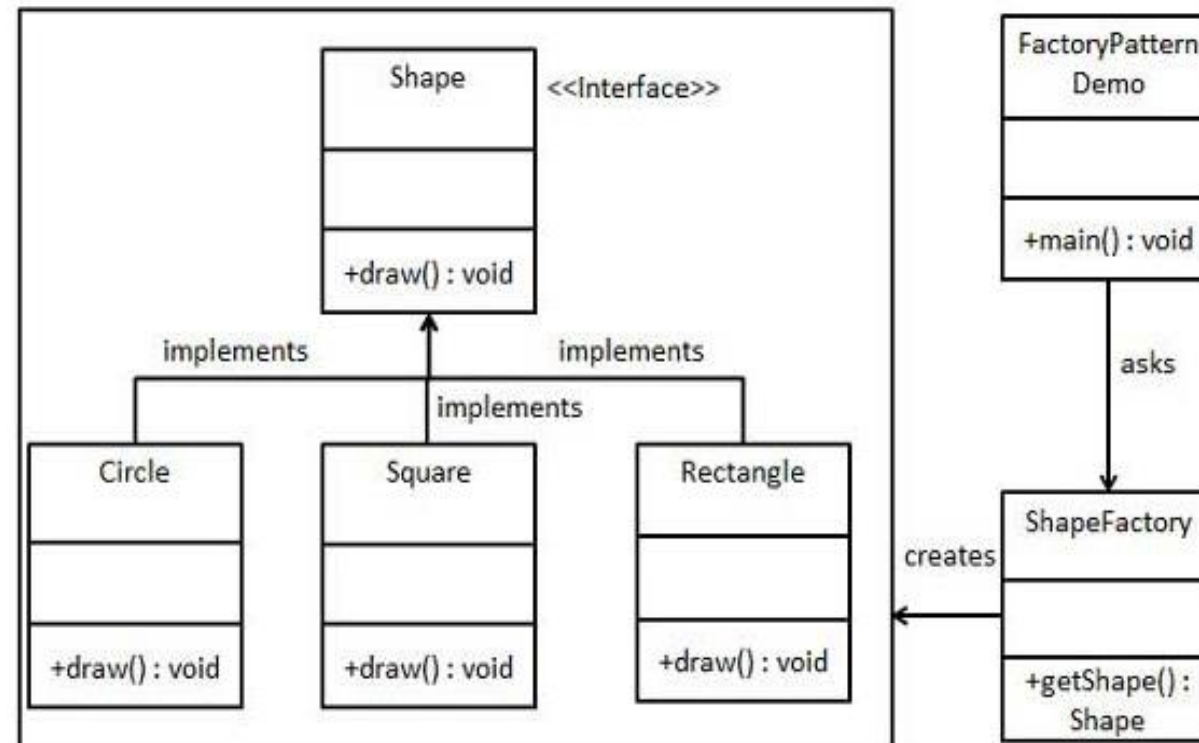 Shape
<<Interface>>
+draw() : void
implements
implements
implements
Circle
+draw() : void
Square
+draw() : void
Rectangle
+draw() : void
FactoryPattern
Demo
+main() : void
asks
ShapeFactory
+getShape() :
Shape
creates